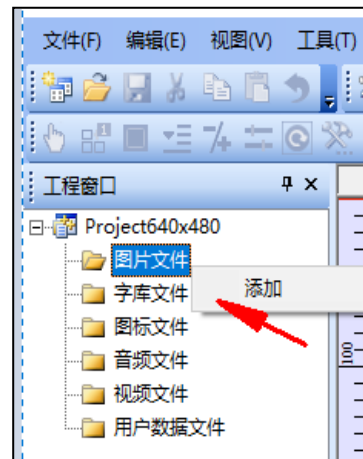 文件(F) 编辑(E) 视图(V) 工具(T)
工程窗口
Project640x480
图片文件
添加
字库文件
图标文件
音频文件
视频文件
用户数据文件
100